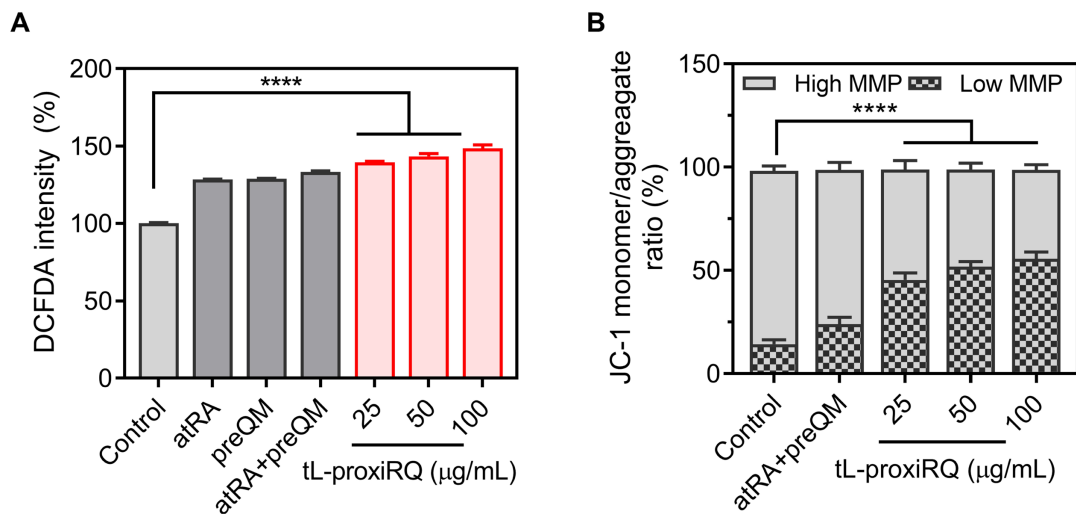 A
DCFDA intensity (%)
200
150
100
50
0
****
Control
atRA
preQM
atRA+preQM
25
50
100
tL-proxiRQ (μg/mL)
B
JC-1 monomer/aggreagate
ratio (%)
150
100
50
0
High MMP
Low MMP
****
Control
atRA+preQM
25
50
100
tL-proxiRQ (μg/mL)